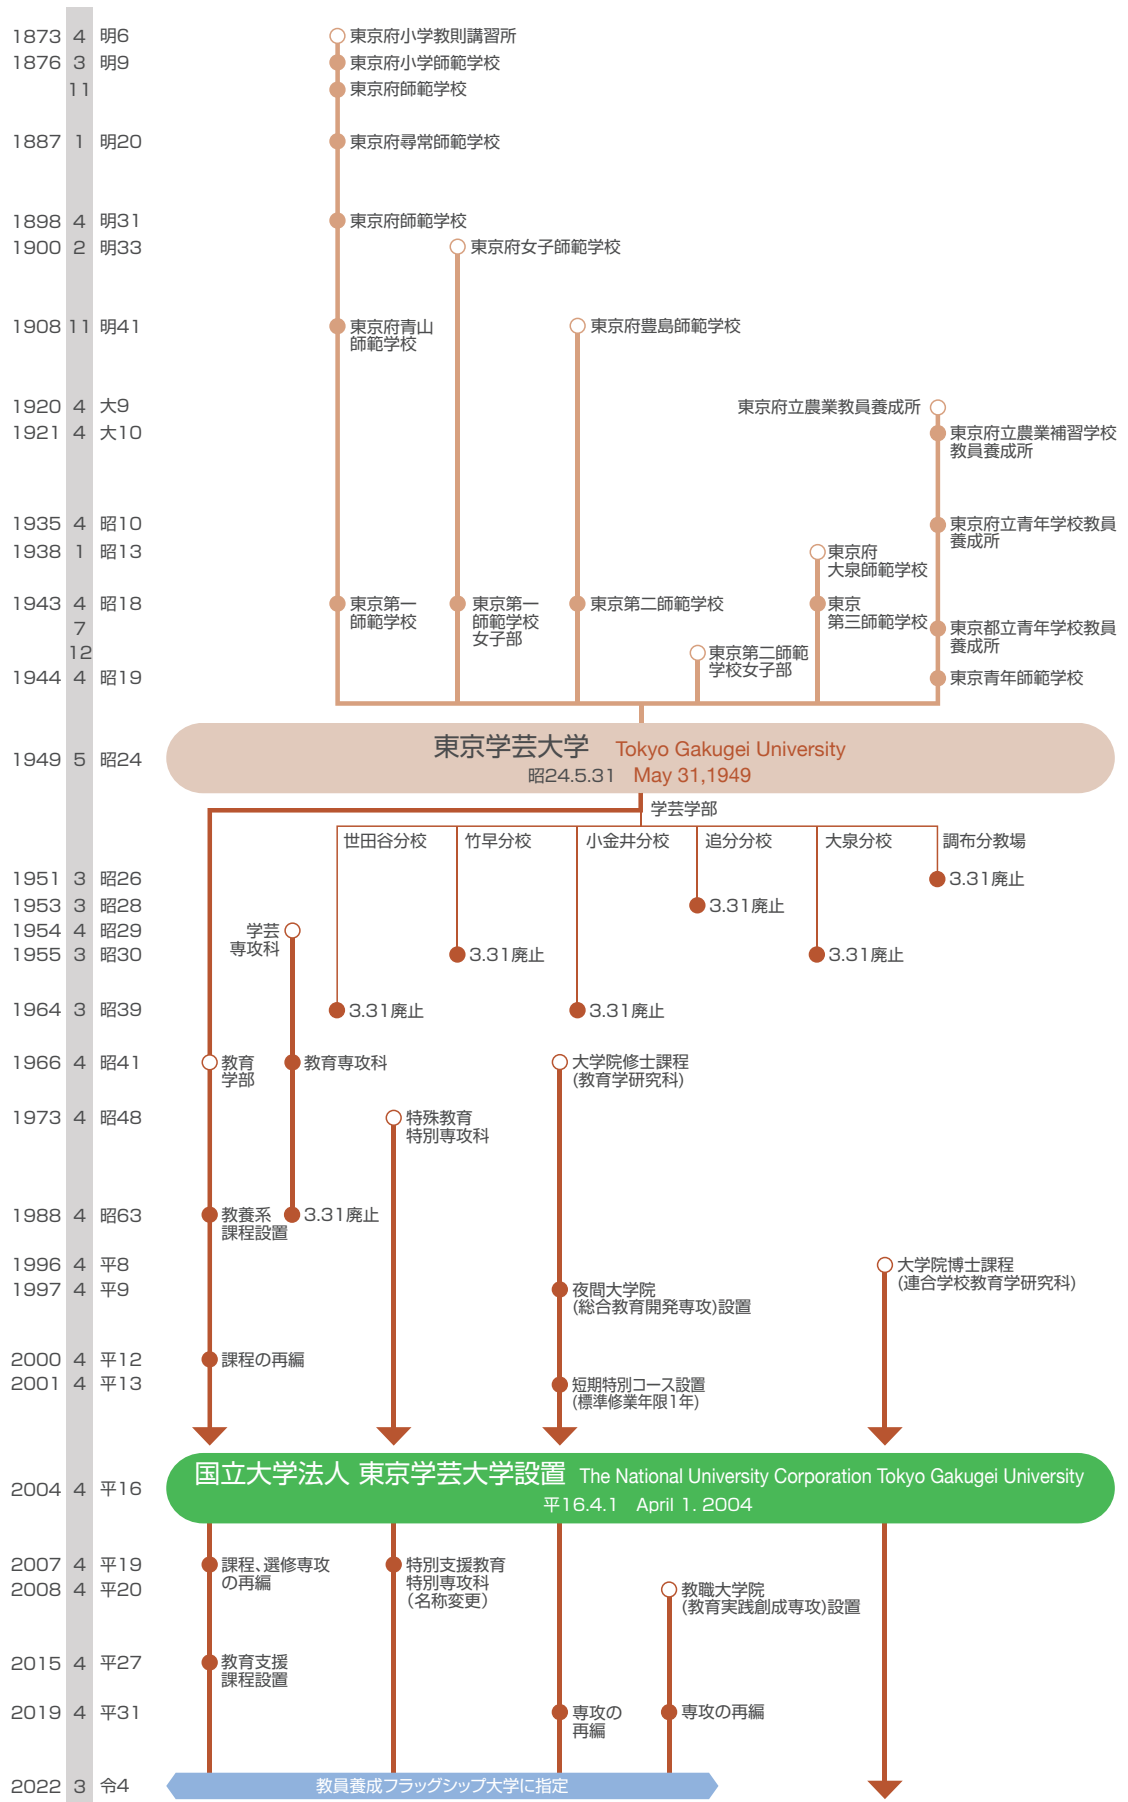 1873 4 明6 東京府小学教則講習所
1876 3 明9 東京府小学師範学校
11 東京府師範学校
1887 1 明20 東京府尋常師範学校
1898 4 明31 東京府師範学校
1900 2 明33 東京府女子師範学校
1908 11 明41 東京府青山 東京府豊島師範学校
師範学校
1920 4 大9 東京府立農業教員養成所
1921 4 大10 東京府立農業補習学校
教員養成所
1935 4 昭10 東京府立青年学校教員
養成所
1938 1 昭13 東京府
大泉師範学校
1943 4 昭18 東京第一 東京第一 東京第二師範学校 東京
師範学校 師範学校 第三師範学校
女子部
7 東京都立青年学校教員
養成所
12 東京第二師範
学校女子部
1944 4 昭19 東京青年師範学校
東京学芸大学 Tokyo Gakugei University
1949 5 昭24
昭24.5.31 May 31,1949
学芸学部
世田谷分校 竹早分校 小金井分校 追分分校 大泉分校 調布分教場
1951 3 昭26 3.31廃止
1953 3 昭28 3.31廃止
1954 4 昭29 学芸
専攻科
1955 3 昭30 3.31廃止 3.31廃止
1964 3 昭39 3.31廃止 3.31廃止
1966 4 昭41 教育 教育専攻科 大学院修士課程
学部 (教育学研究科)
1973 4 昭48 特殊教育
特別専攻科
1988 4 昭63 教養系 3.31廃止
課程設置
1996 4 平8 大学院博士課程
(連合学校教育学研究科)
1997 4 平9 夜間大学院
(総合教育開発専攻)設置
2000 4 平12 課程の再編
2001 4 平13 短期特別コース設置
(標準修業年限1年)
国立大学法人 東京学芸大学設置 The National University Corporation Tokyo Gakugei University
2004 4 平16
平16.4.1 April 1. 2004
2007 4 平19 課程、選修専攻 特別支援教育
の再編 特別専攻科
(名称変更)
2008 4 平20 教職大学院
(教育実践創成専攻)設置
2015 4 平27 教育支援
課程設置
2019 4 平31 専攻の 専攻の再編
再編
2022 3 令4 教員養成フラッグシップ大学に指定